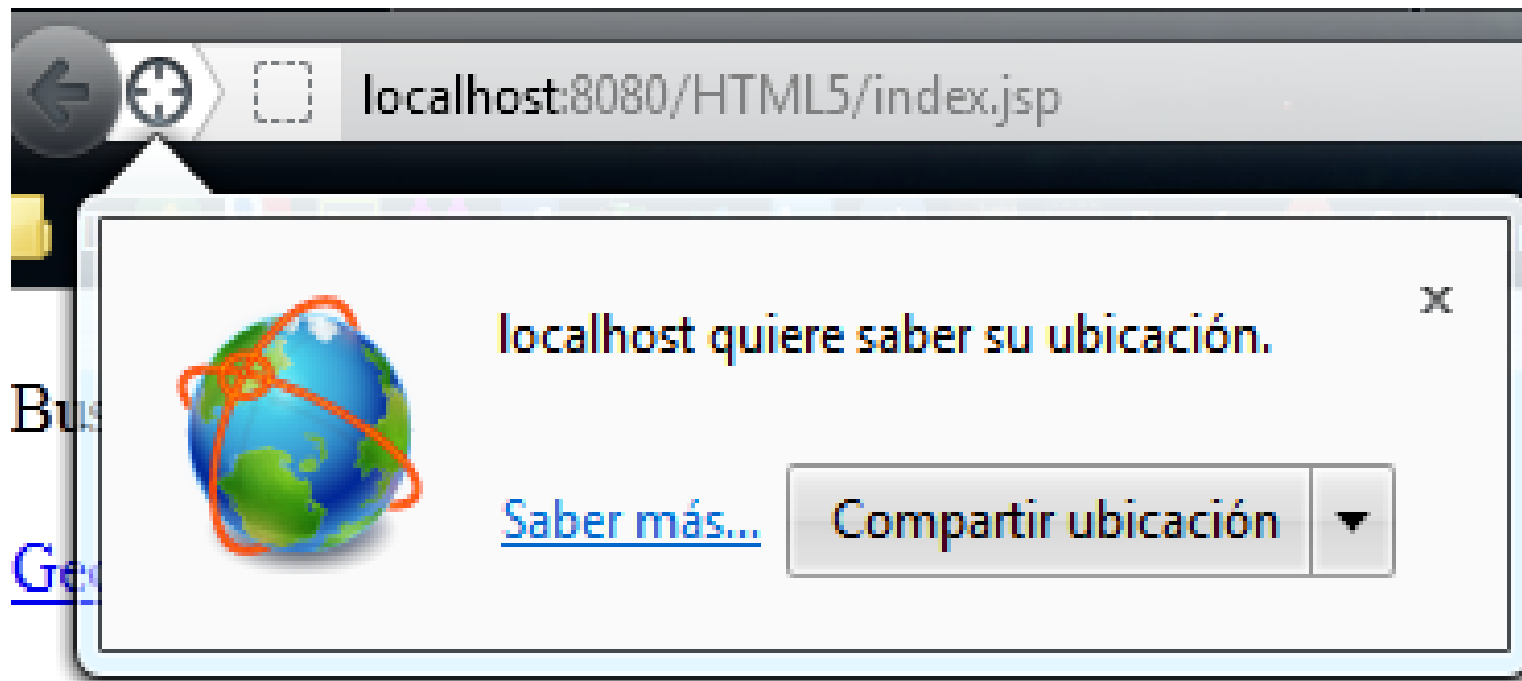 localhost:8080/HTML5/index.jsp
localhost quiere saber su ubicación.
x
Saber más...
Compartir ubicación